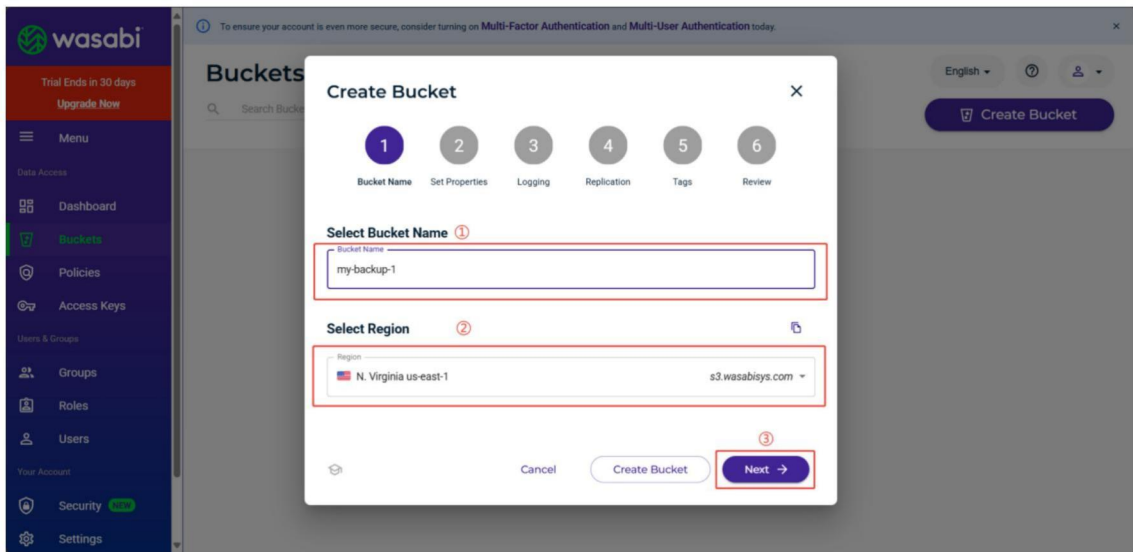 wasabi
To ensure your account is even more secure, consider turning on Multi-Factor Authentication and Multi-User Authentication today.
Trial Ends in 30 days
Upgrade Now
Menu
Data Access
Dashboard
Buckets
Policies
Access Keys
Users & Groups
Groups
Roles
Users
Your Account
Security NEW
Settings
Buckets
Search Bucke
English
Create Bucket
Create Bucket
1 2 3 4 5 6
Bucket Name Set Properties Logging Replication Tags Review
Select Bucket Name ①
Bucket Name
my-backup-1
Select Region ②
Region
N. Virginia us-east-1 s3.wasabisys.com
③
Cancel Create Bucket Next →